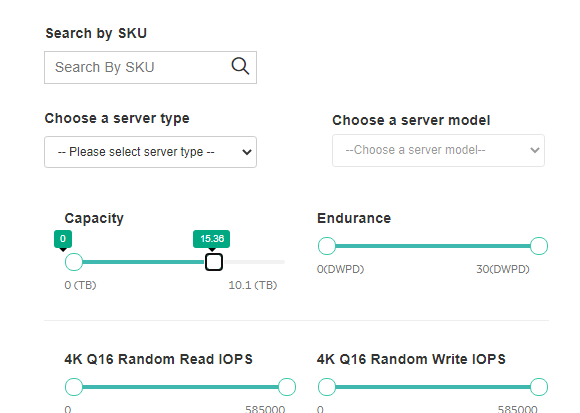 Search by SKU
Search By SKU
Choose a server type
Choose a server model
-- Please select server type --
--Choose a server model--
Capacity
Endurance
0
15.36
0 (TB)
10.1 (TB)
0(DWPD)
30(DWPD)
4K Q16 Random Read IOPS
4K Q16 Random Write IOPS
0
585000
0
585000